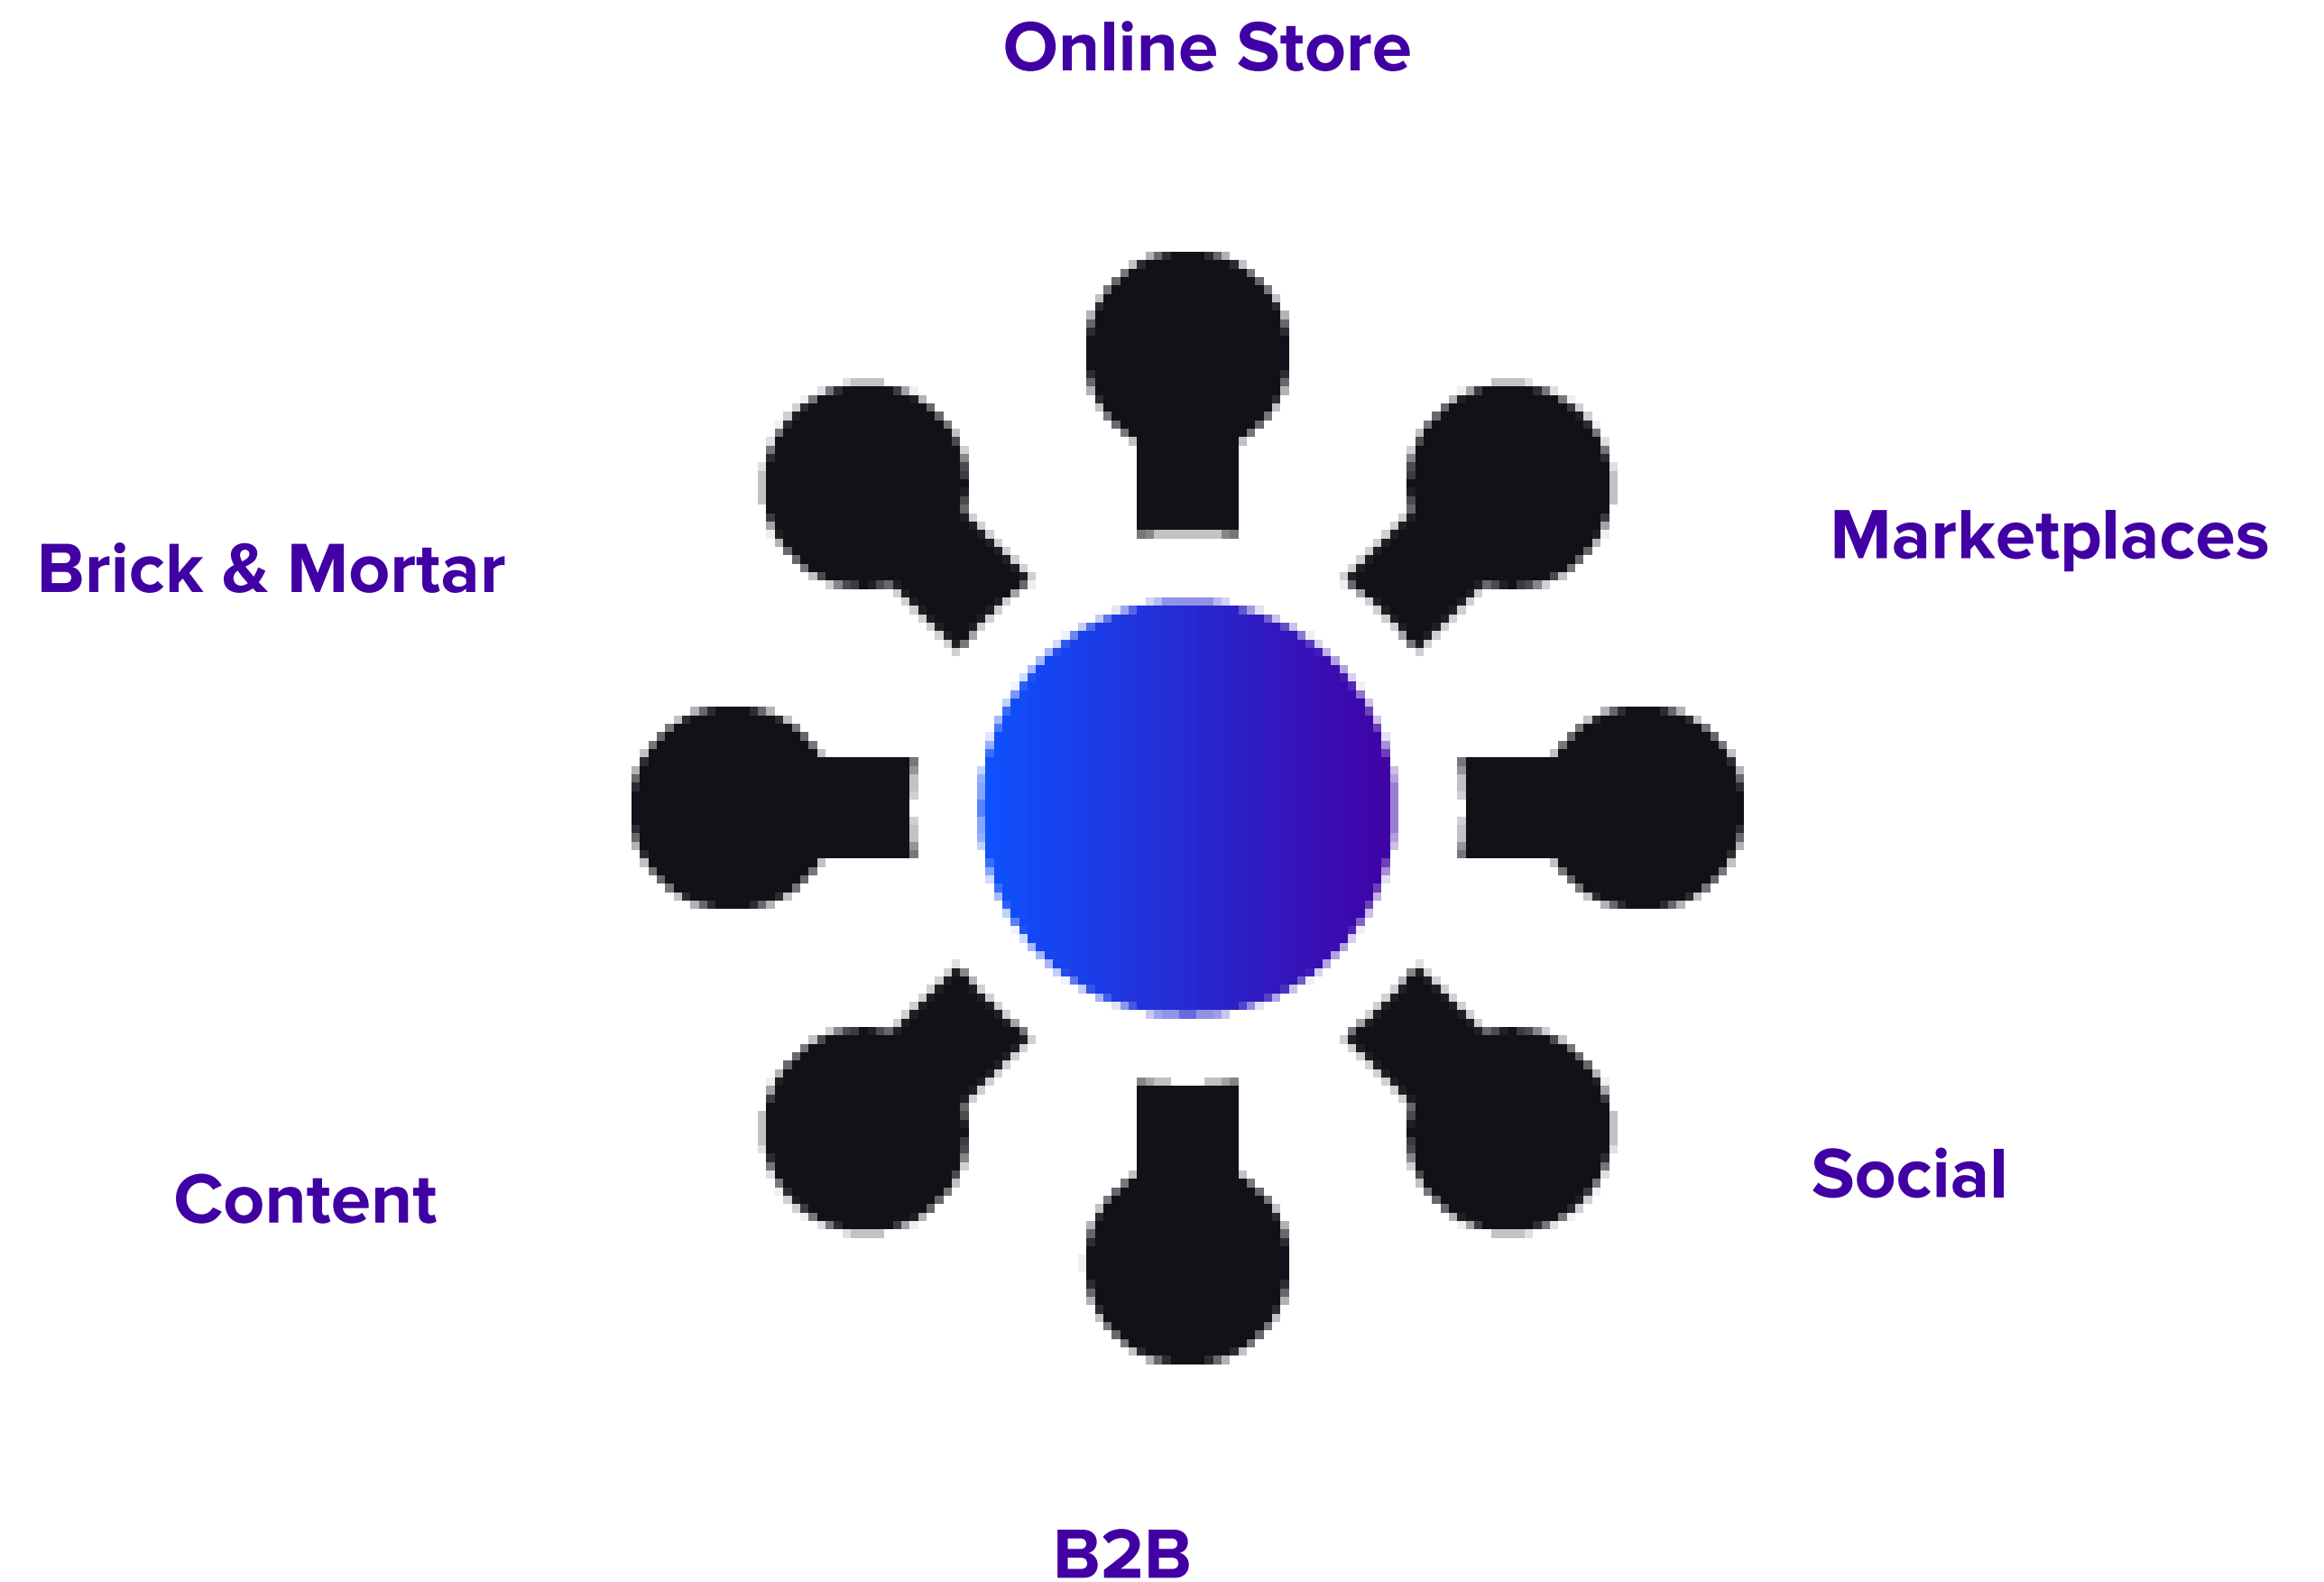 Online Store
Marketplaces
Brick & Mortar
Social
Content
B2B